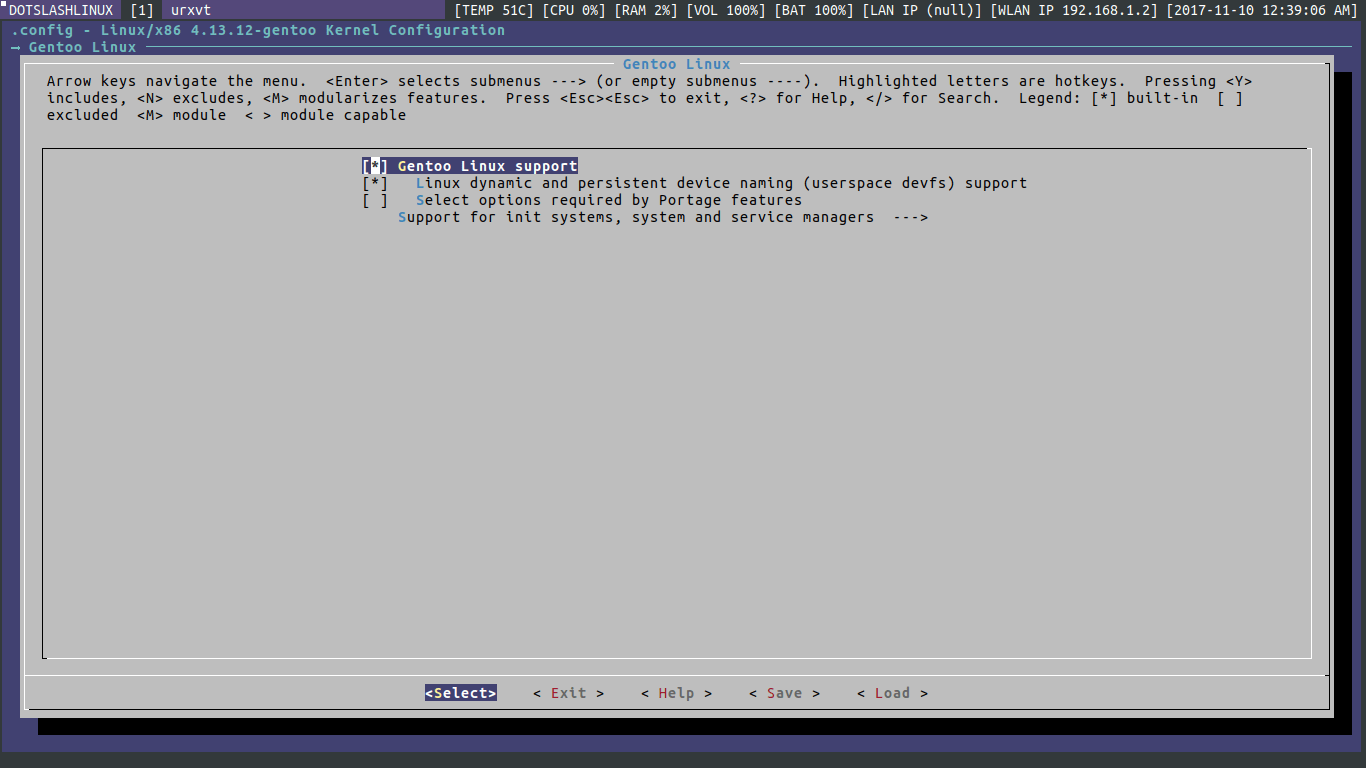 DOTSLASHLINUX [1] urxvt [TEMP 51C] [CPU 0%] [RAM 2%] [VOL 100%] [BAT 100%] [LAN IP (null)] [WLAN IP 192.168.1.2] [2017-11-10 12:39:06 AM]
.config - Linux/x86 4.13.12-gentoo Kernel Configuration
→ Gentoo Linux
Gentoo Linux
Arrow keys navigate the menu.  <Enter> selects submenus ---> (or empty submenus ----).  Highlighted letters are hotkeys.  Pressing <Y>
includes, <N> excludes, <M> modularizes features.  Press <Esc><Esc> to exit, <?> for Help, </> for Search.  Legend: [*] built-in  [ ]
excluded  <M> module  < > module capable
[*] Gentoo Linux support
[*]   Linux dynamic and persistent device naming (userspace devfs) support
[ ]   Select options required by Portage features
Support for init systems, system and service managers  --->
<Select>    < Exit >    < Help >    < Save >    < Load >